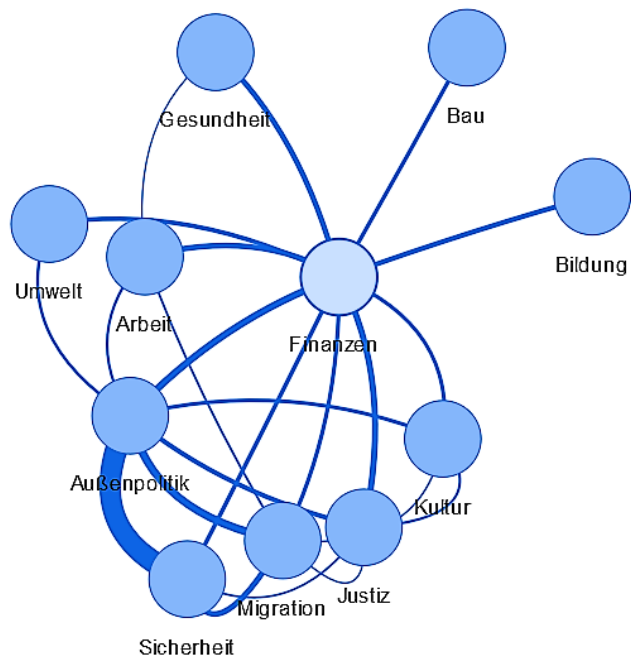 Gesundheit
Bau
Bildung
Umwelt
Arbeit
Finanzen
Außenpolitik
Kultur
Justiz
Migration
Sicherheit